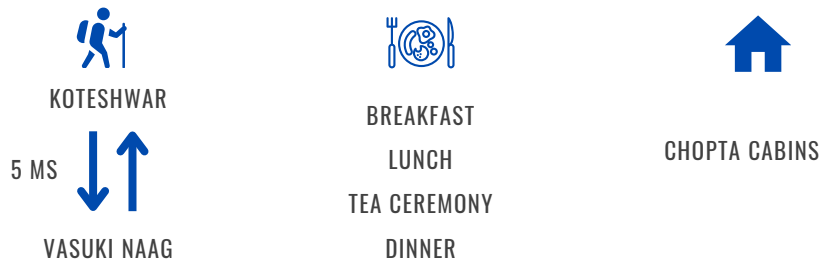 KOTESHWAR
5 MS
VASUKI NAAG
BREAKFAST
LUNCH
TEA CEREMONY
DINNER
CHOPTA CABINS